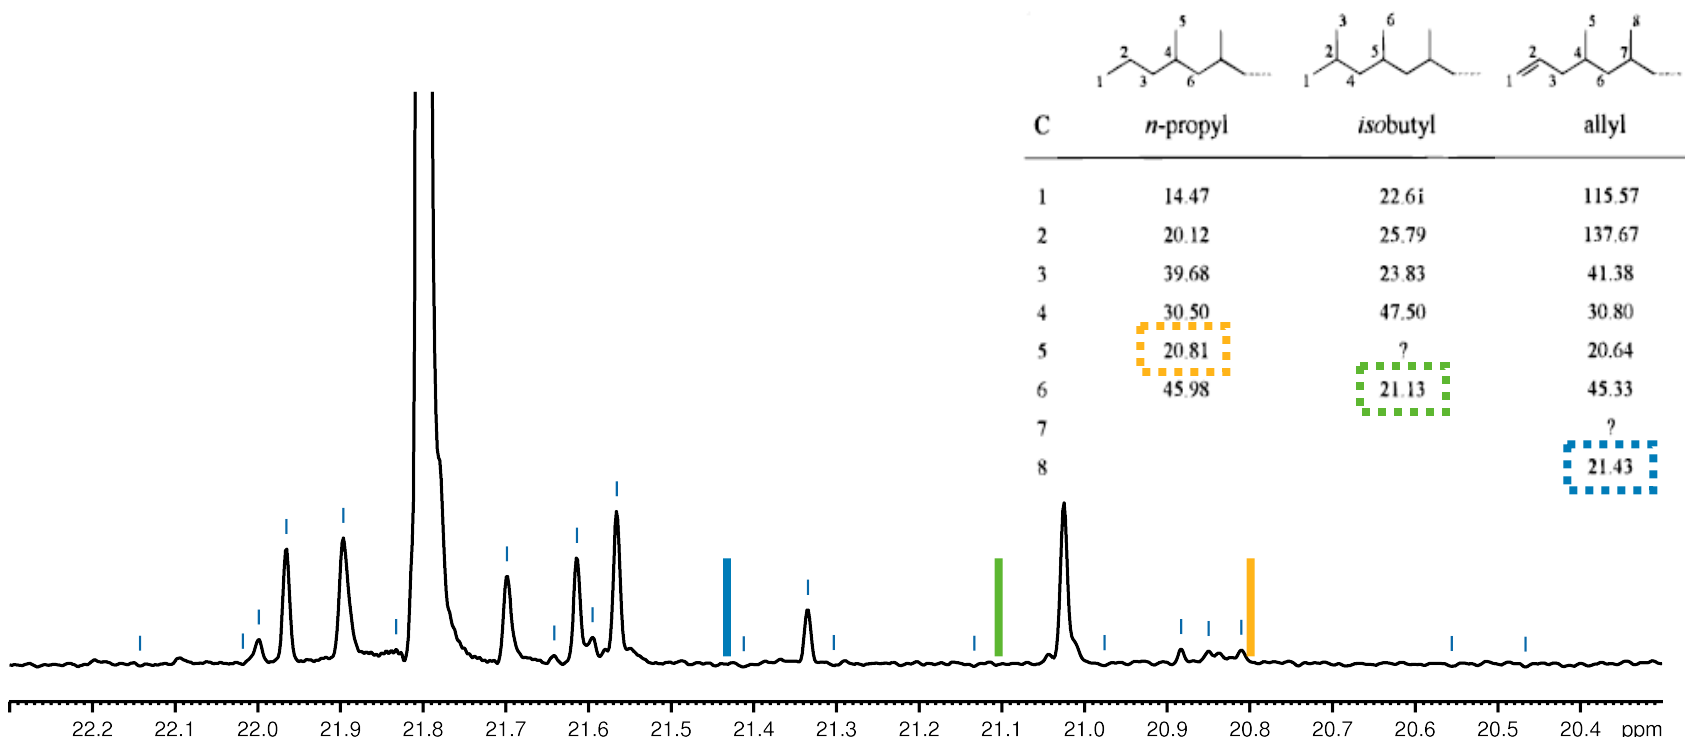 5 3 6 5 8
2 4 2 5 2 4 7
1 3 6 1 4 1 3 6
C n-propyl isobutyl allyl
1 14.47 22.6i 115.57
2 20.12 25.79 137.67
3 39.68 23.83 41.38
4 30.50 47.50 30.80
5 20.81 ? 20.64
6 45.98 21.13 45.33
7 ?
8 21.43
22.2 22.1 22.0 21.9 21.8 21.7 21.6 21.5 21.4 21.3 21.2 21.1 21.0 20.9 20.8 20.7 20.6 20.5 20.4 ppm